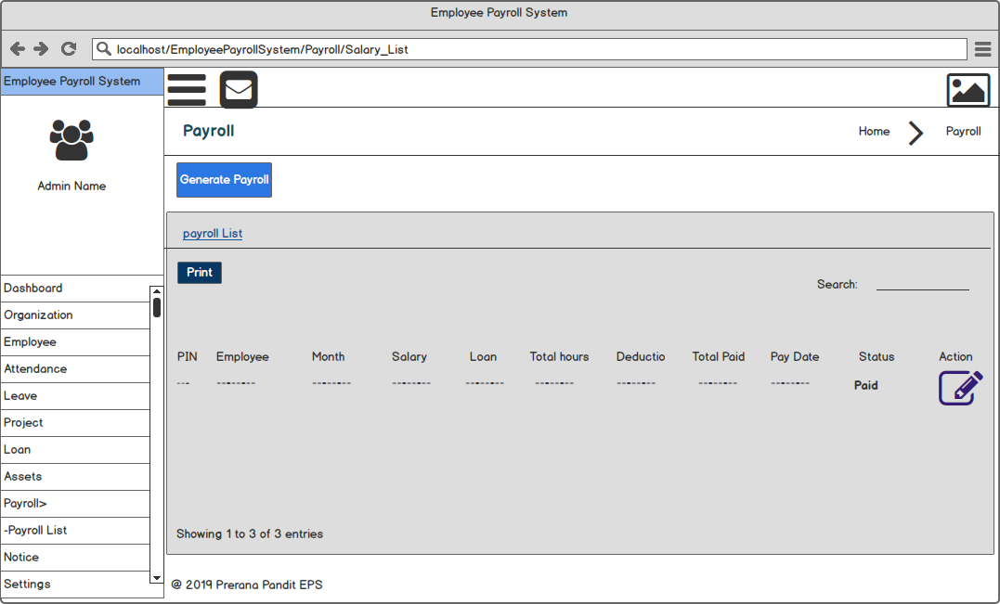 Employee Payroll System
localhost/EmployeePayrollSystem/Payroll/Salary_List
Employee Payroll System
Admin Name
Dashboard
Organization
Employee
Attendance
Leave
Project
Loan
Assets
Payroll>
-Payroll List
Notice
Settings
Payroll
Home Payroll
Generate Payroll
payroll List
Print
Search:
PIN Employee Month Salary Loan Total hours Deductio Total Paid Pay Date Status Action
--- -------- -------- -------- -------- -------- -------- -------- -------- Paid
Showing 1 to 3 of 3 entries
@ 2019 Prerana Pandit EPS